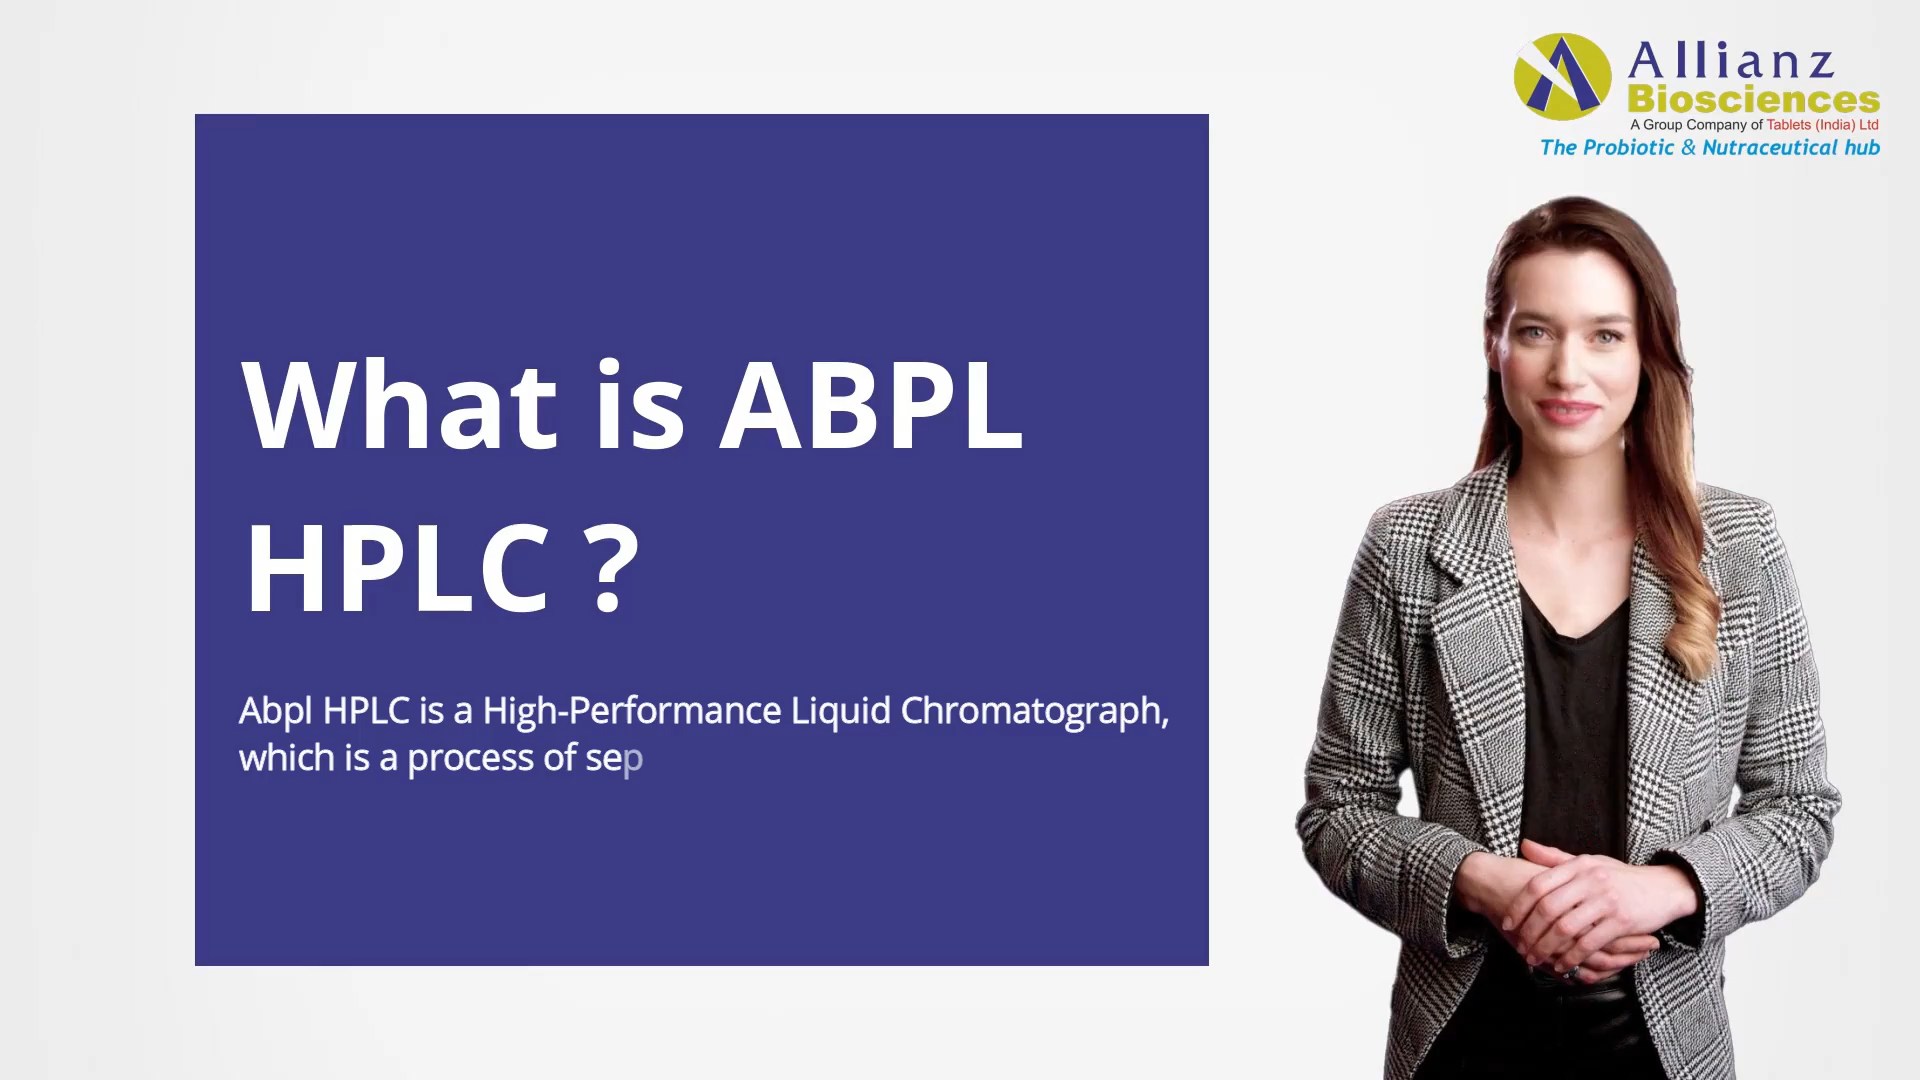 Allianz
Biosciences
A Group Company of Tablets (India) Ltd
The Probiotic & Nutraceutical hub
What is ABPL
HPLC ?
Abpl HPLC is a High-Performance Liquid Chromatograph,
which is a process of sep